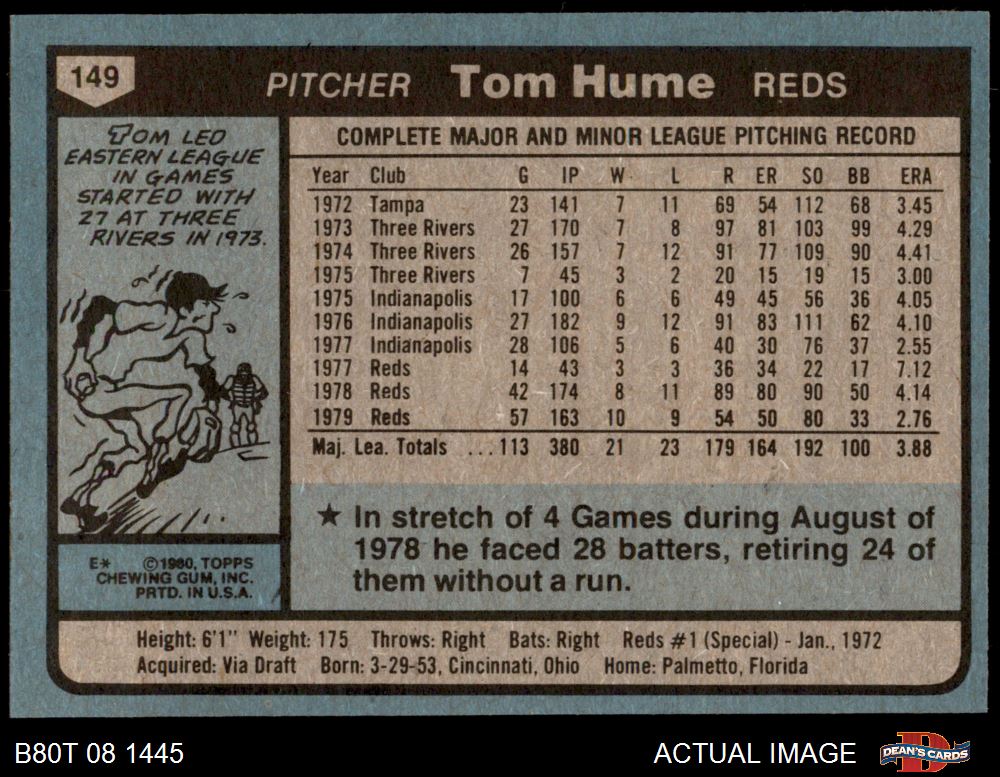 149 PITCHER Tom Hume REDS
TOM LED
EASTERN LEAGUE
IN GAMES
STARTED WITH
27 AT THREE
RIVERS IN 1973.
E* ©1980, TOPPS
CHEWING GUM, INC.
PRTD. IN U.S.A.
COMPLETE MAJOR AND MINOR LEAGUE PITCHING RECORD
Year Club G IP W L R ER SO BB ERA
1972 Tampa 23 141 7 11 69 54 112 68 3.45
1973 Three Rivers 27 170 7 8 97 81 103 99 4.29
1974 Three Rivers 26 157 7 12 91 77 109 90 4.41
1975 Three Rivers 7 45 3 2 20 15 19 15 3.00
1975 Indianapolis 17 100 6 6 49 45 56 36 4.05
1976 Indianapolis 27 182 9 12 91 83 111 62 4.10
1977 Indianapolis 28 106 5 6 40 30 76 37 2.55
1977 Reds 14 43 3 3 36 34 22 17 7.12
1978 Reds 42 174 8 11 89 80 90 50 4.14
1979 Reds 57 163 10 9 54 50 80 33 2.76
Maj. Lea. Totals ...113 380 21 23 179 164 192 100 3.88
★ In stretch of 4 Games during August of
1978 he faced 28 batters, retiring 24 of
them without a run.
Height: 6'1" Weight: 175 Throws: Right Bats: Right Reds #1 (Special) - Jan., 1972
Acquired: Via Draft Born: 3-29-53, Cincinnati, Ohio Home: Palmetto, Florida
B80T 08 1445 ACTUAL IMAGE DEAN'S CARDS